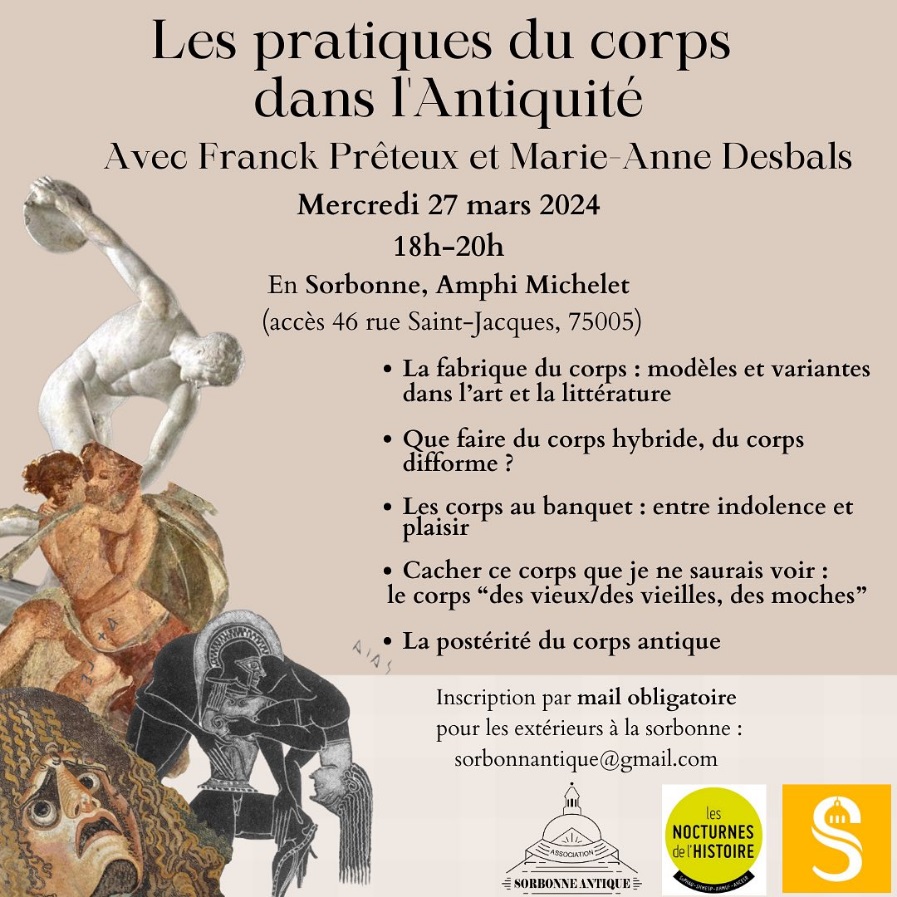 Les pratiques du corps
dans l'Antiquité
Avec Franck Prêteux et Marie-Anne Desbals
Mercredi 27 mars 2024
18h-20h
En Sorbonne, Amphi Michelet
(accès 46 rue Saint-Jacques, 75005)
• La fabrique du corps : modèles et variantes
dans l’art et la littérature
• Que faire du corps hybride, du corps
difforme ?
• Les corps au banquet : entre indolence et
plaisir
• Cacher ce corps que je ne saurais voir :
le corps “des vieux/des vieilles, des moches”
• La postérité du corps antique
AIAS
Inscription par mail obligatoire
pour les extérieurs à la sorbonne :
sorbonnantique@gmail.com
ASSOCIATION
SORBONNE ANTIQUE
les
NOCTURNES
de l'HISTOIRE
S